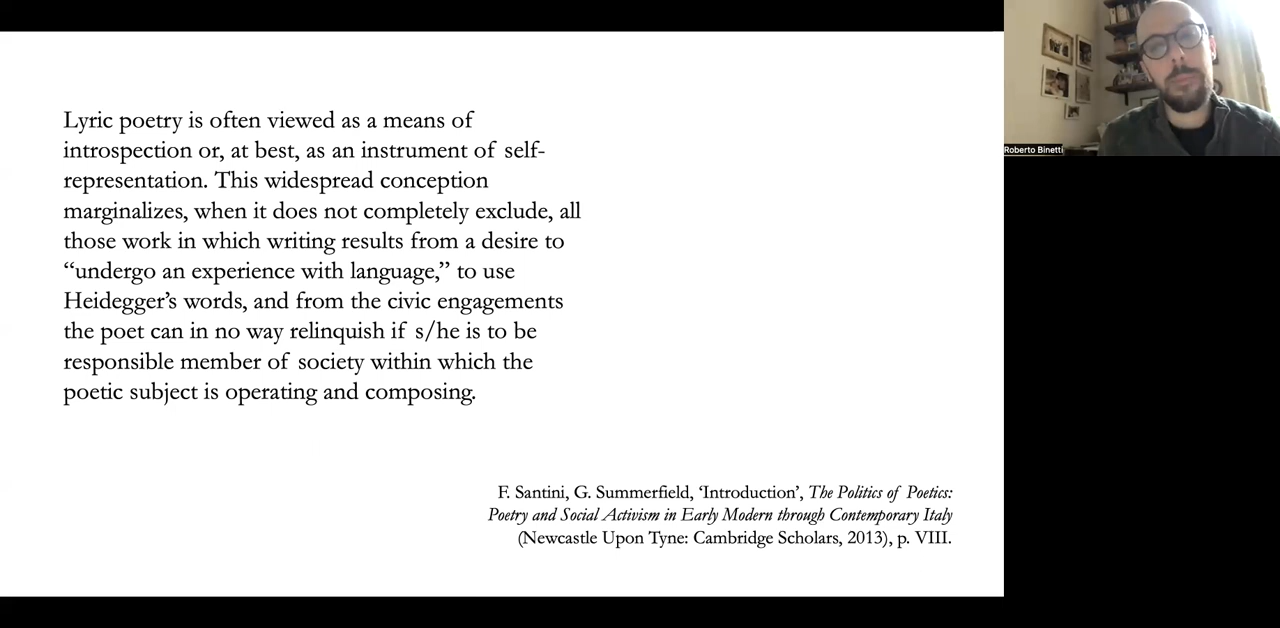 Lyric poetry is often viewed as a means of
introspection or, at best, as an instrument of self-
representation. This widespread conception
marginalizes, when it does not completely exclude, all
those work in which writing results from a desire to
“undergo an experience with language,” to use
Heidegger’s words, and from the civic engagements
the poet can in no way relinquish if s/he is to be
responsible member of society within which the
poetic subject is operating and composing.
F. Santini, G. Summerfield, ‘Introduction’, The Politics of Poetics:
Poetry and Social Activism in Early Modern through Contemporary Italy
(Newcastle Upon Tyne: Cambridge Scholars, 2013), p. VIII.
Roberto Binetti